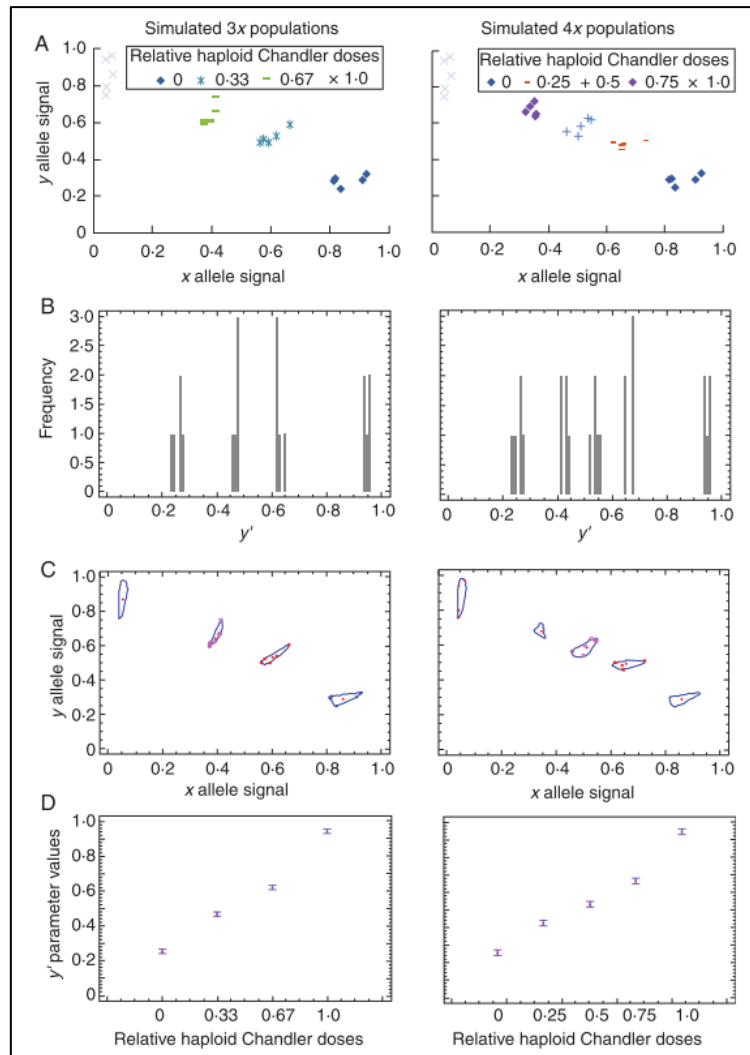 Simulated 3x populations
Simulated 4x populations
A
1·0
0·8
0·6
0·4
0·2
0
y allele signal
Relative haploid Chandler doses
0 0·33 0·67 1·0
0 0·2 0·4 0·6 0·8 1·0
x allele signal
Relative haploid Chandler doses
0 0·25 0·5 0·75 1·0
0 0·2 0·4 0·6 0·8 1·0
x allele signal
B
3·0
2·5
2·0
1·5
1·0
0·5
0
Frequency
0 0·2 0·4 0·6 0·8 1·0
y'
0 0·2 0·4 0·6 0·8 1·0
y'
C
1·0
0·8
0·6
0·4
0·2
0
y allele signal
0 0·2 0·4 0·6 0·8 1·0
x allele signal
0 0·2 0·4 0·6 0·8 1·0
x allele signal
D
1·0
0·8
0·6
0·4
0·2
0
y' parameter values
0 0·33 0·67 1·0
Relative haploid Chandler doses
0 0·25 0·5 0·75 1·0
Relative haploid Chandler doses